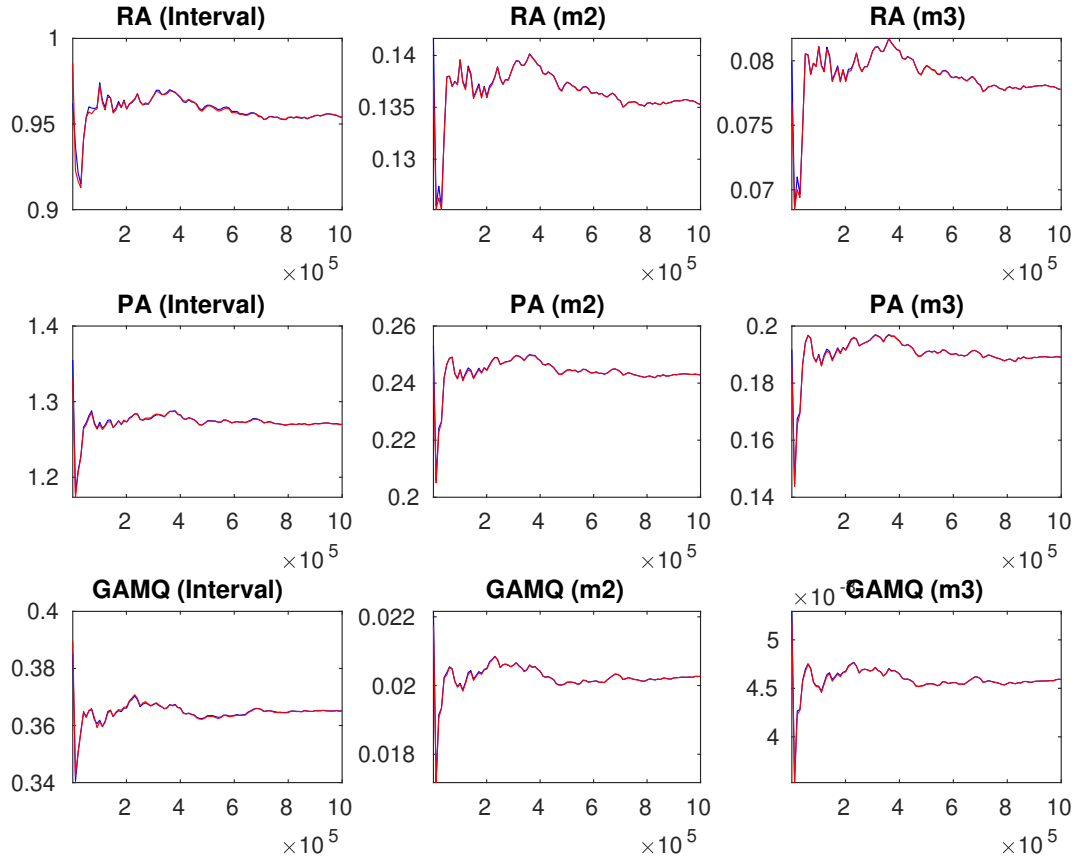 RA (Interval)
1
0.95
0.9
2 4 6 8 10
×10^5
RA (m2)
0.14
0.135
0.13
2 4 6 8 10
×10^5
RA (m3)
0.08
0.075
0.07
2 4 6 8 10
×10^5
PA (Interval)
1.4
1.3
1.2
2 4 6 8 10
×10^5
PA (m2)
0.26
0.24
0.22
0.2
2 4 6 8 10
×10^5
PA (m3)
0.2
0.18
0.16
0.14
2 4 6 8 10
×10^5
GAMQ (Interval)
0.4
0.38
0.36
0.34
2 4 6 8 10
×10^5
GAMQ (m2)
0.022
0.02
0.018
2 4 6 8 10
×10^5
GAMQ (m3)
5
4.5
4
2 4 6 8 10
×10^5